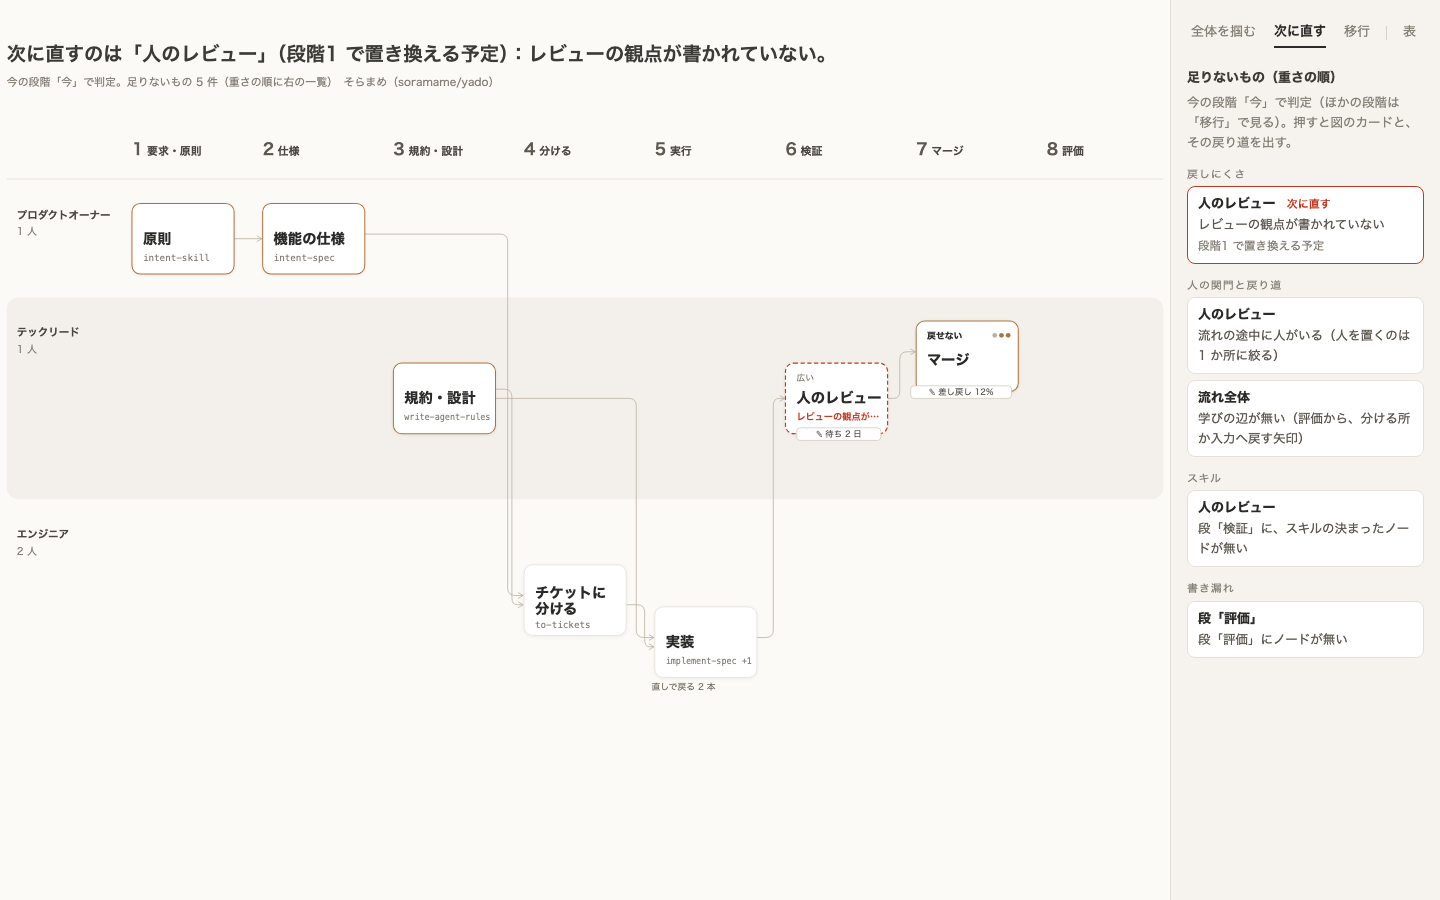 次に直すのは「人のレビュー」（段階1 で置き換える予定）：レビューの観点が書かれていない。
今の段階「今」で判定。足りないもの 5 件（重さの順に右の一覧） そらまめ（soramame/yado）
1 要求・原則
2 仕様
3 規約・設計
4 分ける
5 実行
6 検証
7 マージ
8 評価
プロダクトオーナー
1 人
原則
intent-skill
機能の仕様
intent-spec
テックリード
1 人
規約・設計
write-agent-rules
広い
人のレビュー
レビューの観点が…
✎ 待ち 2 日
戻せない
マージ
✎ 差し戻し 12%
エンジニア
2 人
チケットに
分ける
to-tickets
実装
implement-spec +1
直しで戻る 2 本
全体を掴む
次に直す
移行
表
足りないもの（重さの順）
今の段階「今」で判定（ほかの段階は
「移行」で見る）。押すと図のカードと、
その戻り道を出す。
戻しにくさ
人のレビュー 次に直す
レビューの観点が書かれていない
段階1 で置き換える予定
人の関門と戻り道
人のレビュー
流れの途中に人がいる（人を置くのは
1 か所に絞る）
流れ全体
学びの辺が無い（評価から、分ける所
か入力へ戻す矢印）
スキル
人のレビュー
段「検証」に、スキルの決まったノー
ドが無い
書き漏れ
段「評価」
段「評価」にノードが無い